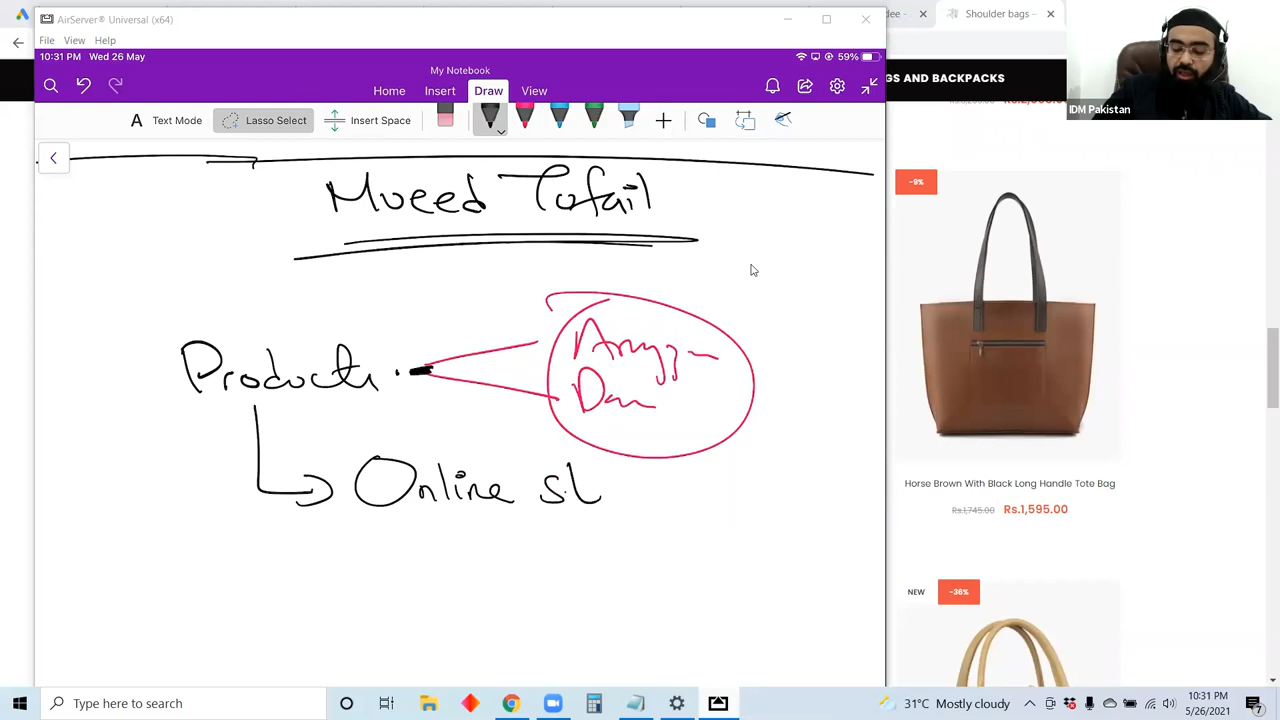 AirServer® Universal (x64)
File View Help
10:31 PM Wed 26 May
59%
My Notebook
Home Insert Draw View
Text Mode Lasso Select Insert Space
Mueed Tufail
Products
Online st
dee
Shoulder bags –
GS AND BACKPACKS
IDM Pakistan
-9%
Horse Brown With Black Long Handle Tote Bag
Rs.1,745.00 Rs.1,595.00
NEW -36%
Type here to search
31°C Mostly cloudy
10:31 PM
5/26/2021
7